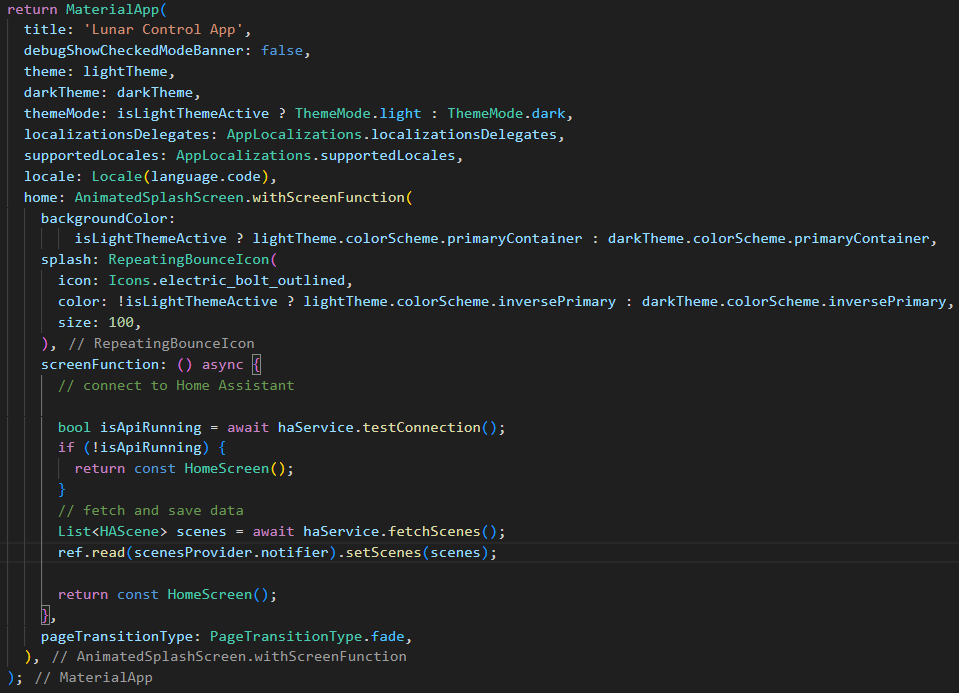 return MaterialApp(
  title: 'Lunar Control App',
  debugShowCheckedModeBanner: false,
  theme: lightTheme,
  darkTheme: darkTheme,
  themeMode: isLightThemeActive ? ThemeMode.light : ThemeMode.dark,
  localizationsDelegates: AppLocalizations.localizationsDelegates,
  supportedLocales: AppLocalizations.supportedLocales,
  locale: Locale(language.code),
  home: AnimatedSplashScreen.withScreenFunction(
    backgroundColor:
        isLightThemeActive ? lightTheme.colorScheme.primaryContainer : darkTheme.colorScheme.primaryContainer,
    splash: RepeatingBounceIcon(
      icon: Icons.electric_bolt_outlined,
      color: !isLightThemeActive ? lightTheme.colorScheme.inversePrimary : darkTheme.colorScheme.inversePrimary,
      size: 100,
    ), // RepeatingBounceIcon
    screenFunction: () async {
      // connect to Home Assistant

      bool isApiRunning = await haService.testConnection();
      if (!isApiRunning) {
        return const HomeScreen();
      }
      // fetch and save data
      List<HAScene> scenes = await haService.fetchScenes();
      ref.read(scenesProvider.notifier).setScenes(scenes);

      return const HomeScreen();
    },
    pageTransitionType: PageTransitionType.fade,
  ), // AnimatedSplashScreen.withScreenFunction
); // MaterialApp